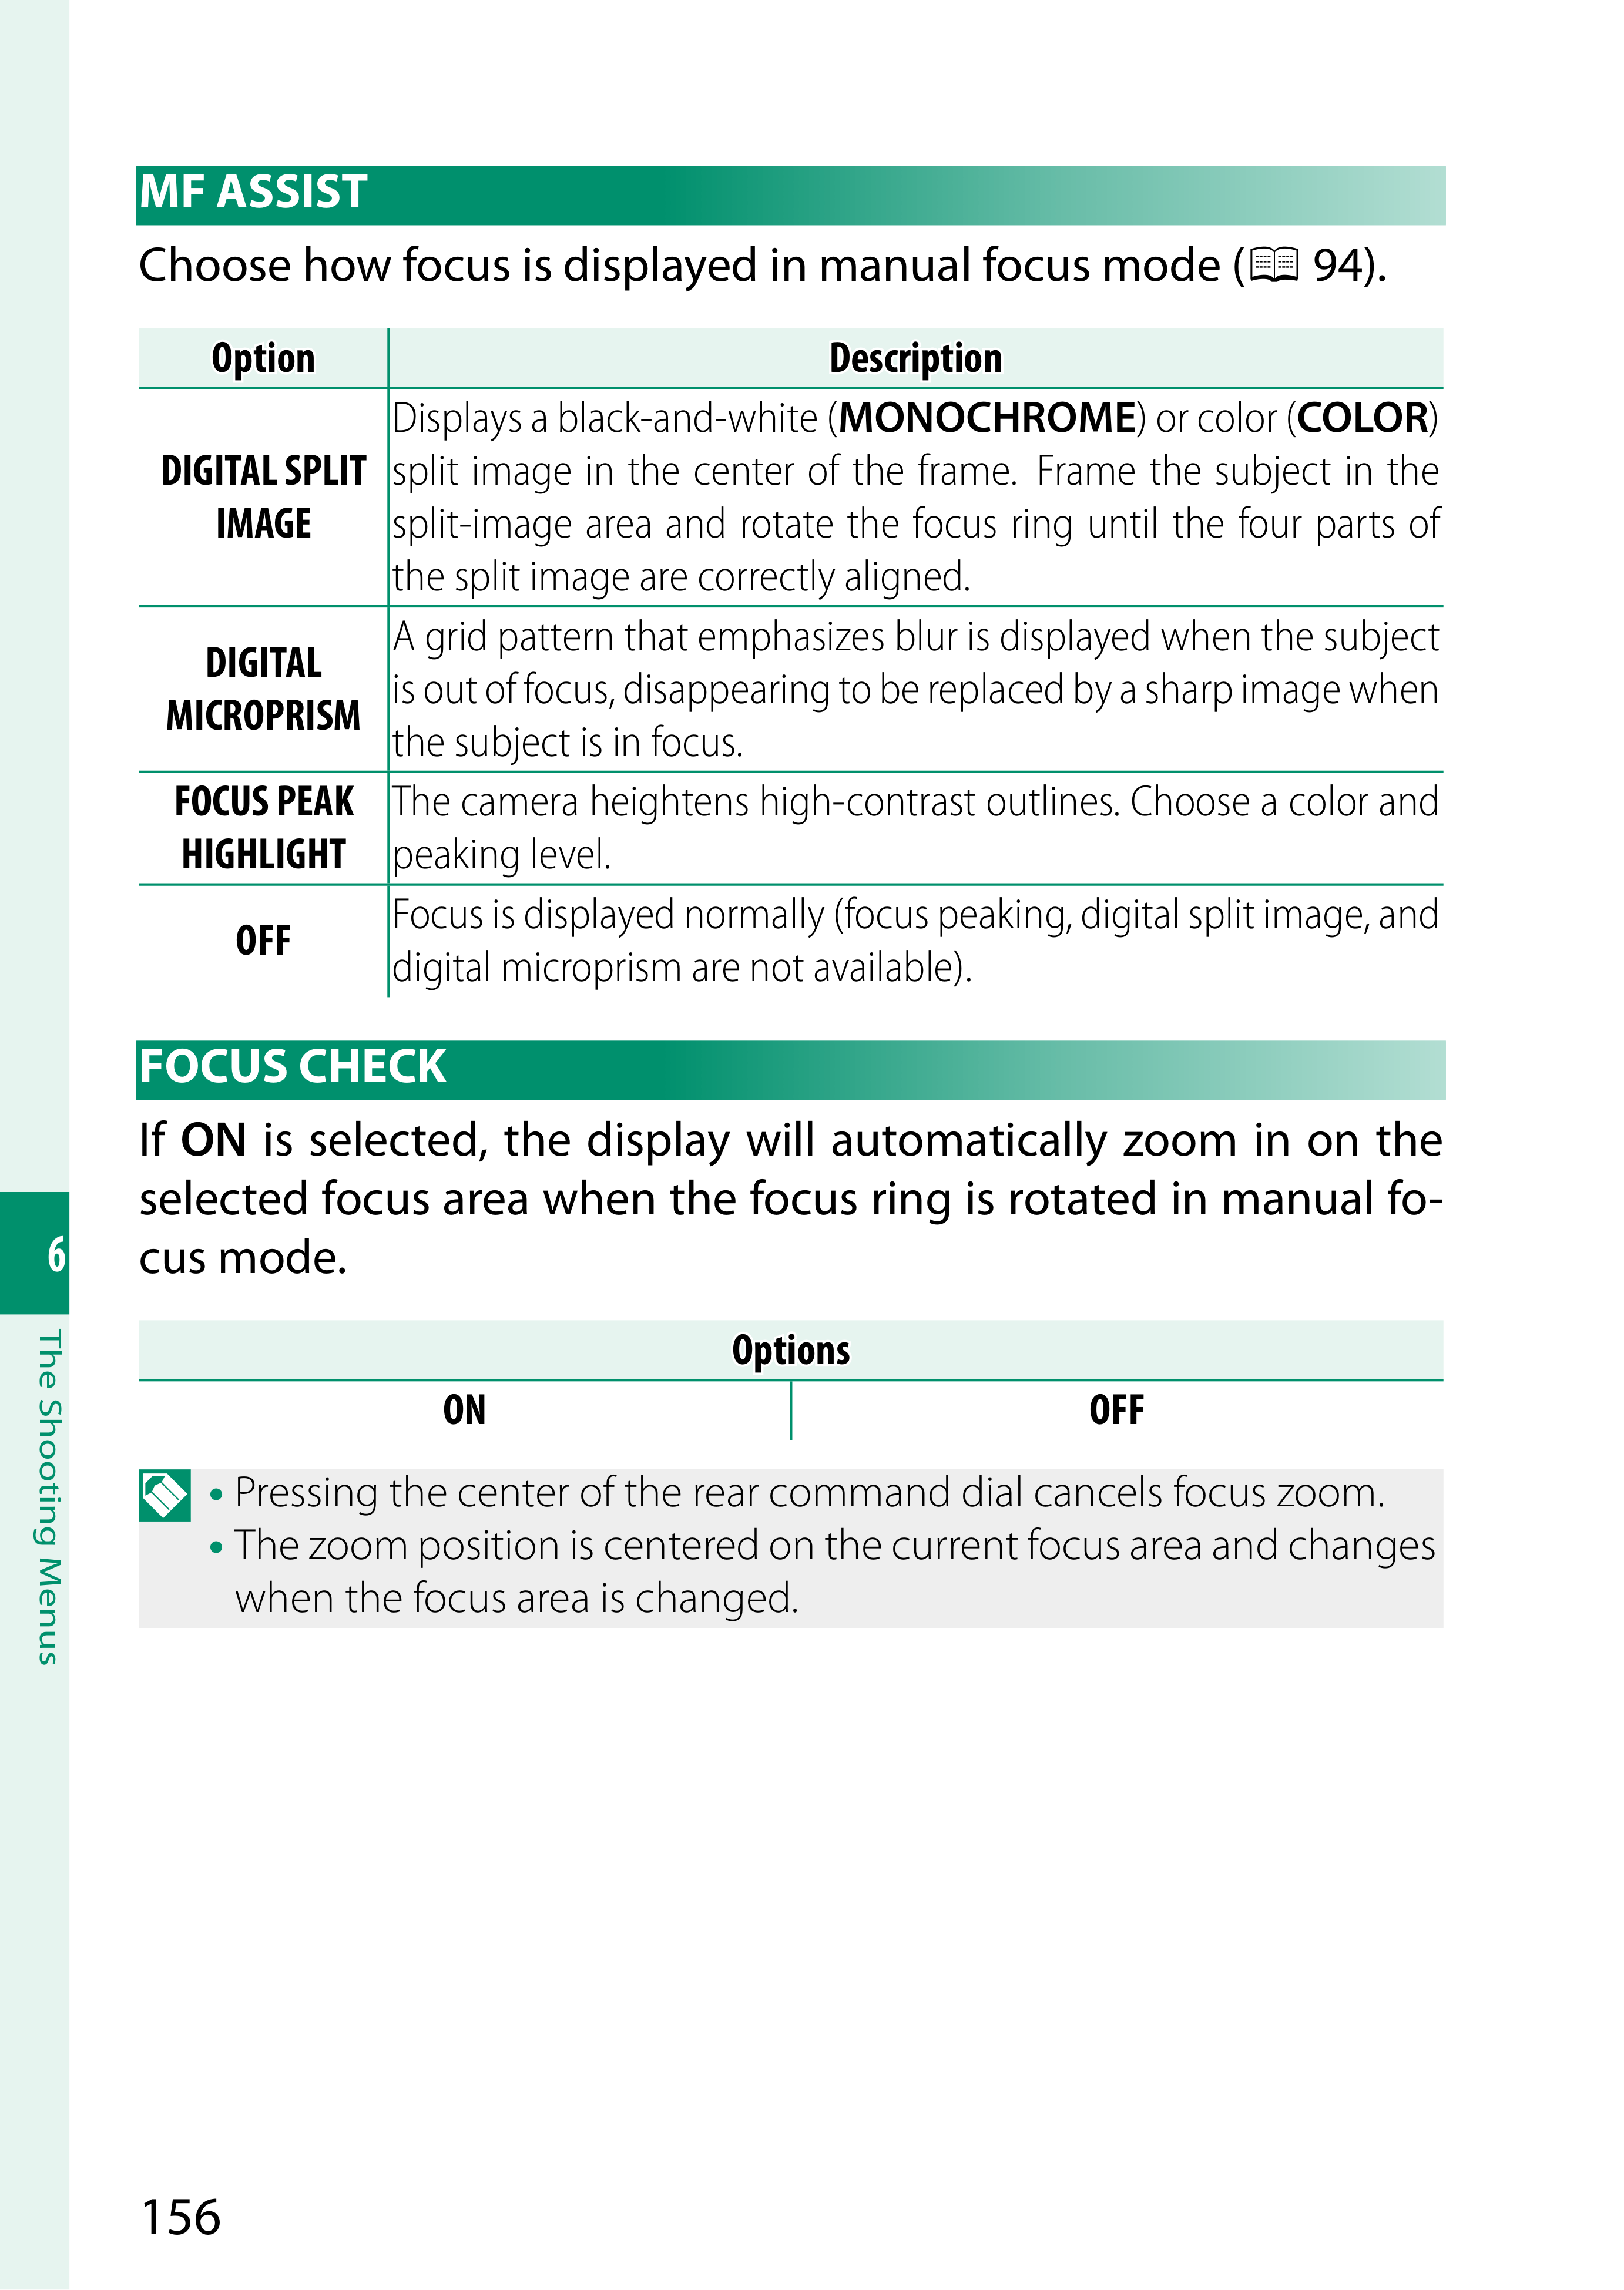 MF ASSIST
Choose how focus is displayed in manual focus mode (📖 94).
Option
Description
DIGITAL SPLIT
IMAGE
Displays a black-and-white (MONOCHROME) or color (COLOR)
split image in the center of the frame. Frame the subject in the
split-image area and rotate the focus ring until the four parts of
the split image are correctly aligned.
DIGITAL
MICROPRISM
A grid pattern that emphasizes blur is displayed when the subject
is out of focus, disappearing to be replaced by a sharp image when
the subject is in focus.
FOCUS PEAK
HIGHLIGHT
The camera heightens high-contrast outlines. Choose a color and
peaking level.
OFF
Focus is displayed normally (focus peaking, digital split image, and
digital microprism are not available).
FOCUS CHECK
If ON is selected, the display will automatically zoom in on the
selected focus area when the focus ring is rotated in manual fo-
cus mode.
Options
ON
OFF
• Pressing the center of the rear command dial cancels focus zoom.
• The zoom position is centered on the current focus area and changes
when the focus area is changed.
6
The Shooting Menus
156